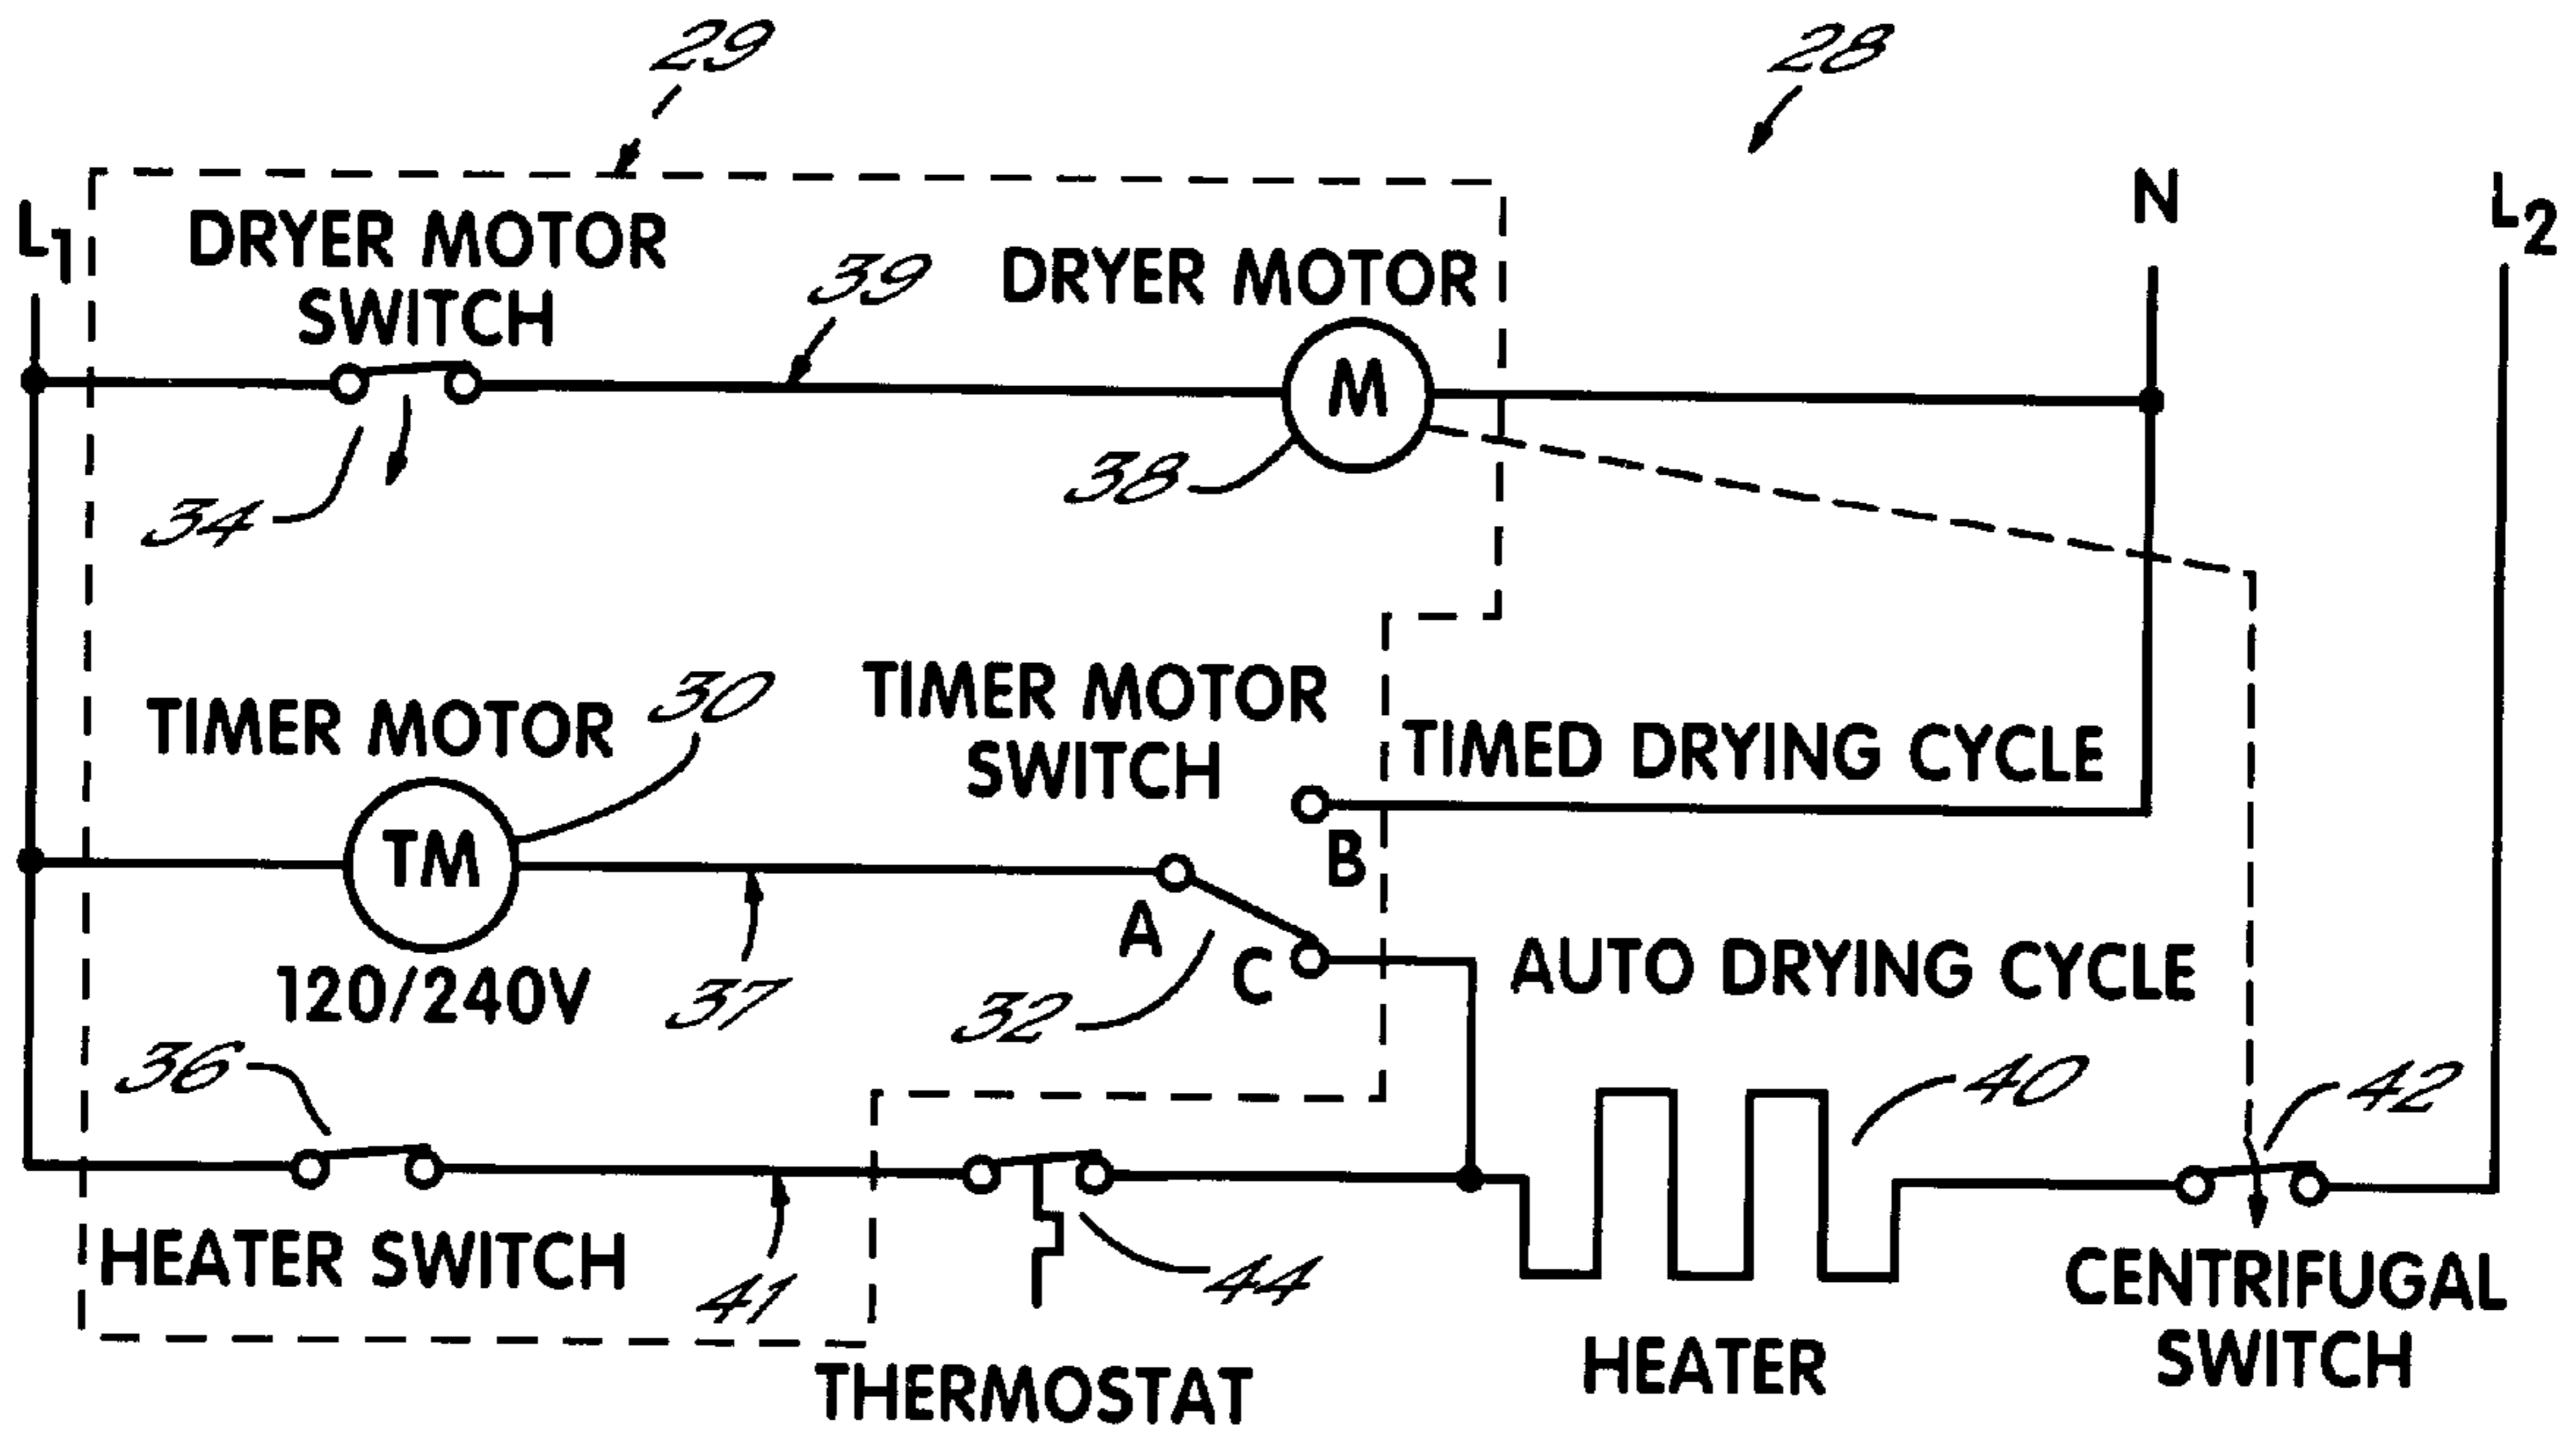 29
28
L1
DRYER MOTOR
SWITCH
39
DRYER MOTOR
N
L2
M
34
38
TIMER MOTOR
30
TIMER MOTOR
SWITCH
TIMED DRYING CYCLE
TM
B
A
120/240V
37
32
C
AUTO DRYING CYCLE
36
40
42
HEATER SWITCH
41
44
THERMOSTAT
HEATER
CENTRIFUGAL
SWITCH